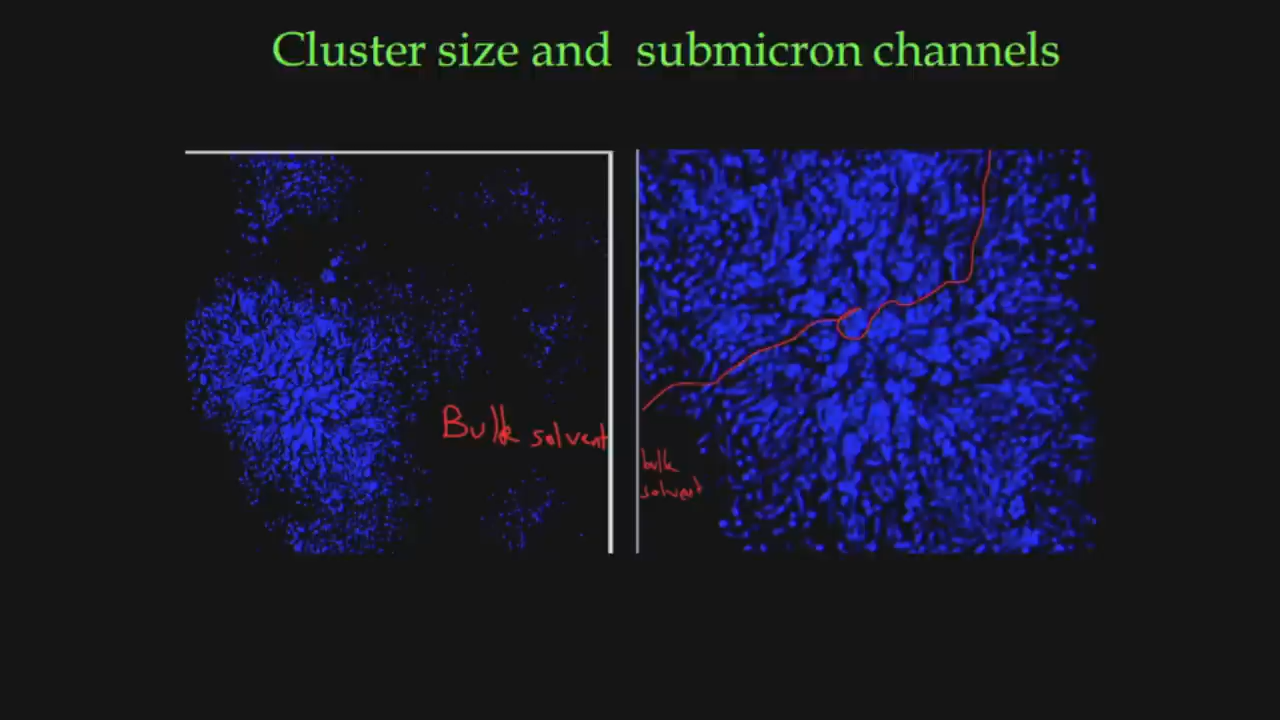 Cluster size and submicron channels
Bulk solvent
bulk
solvent